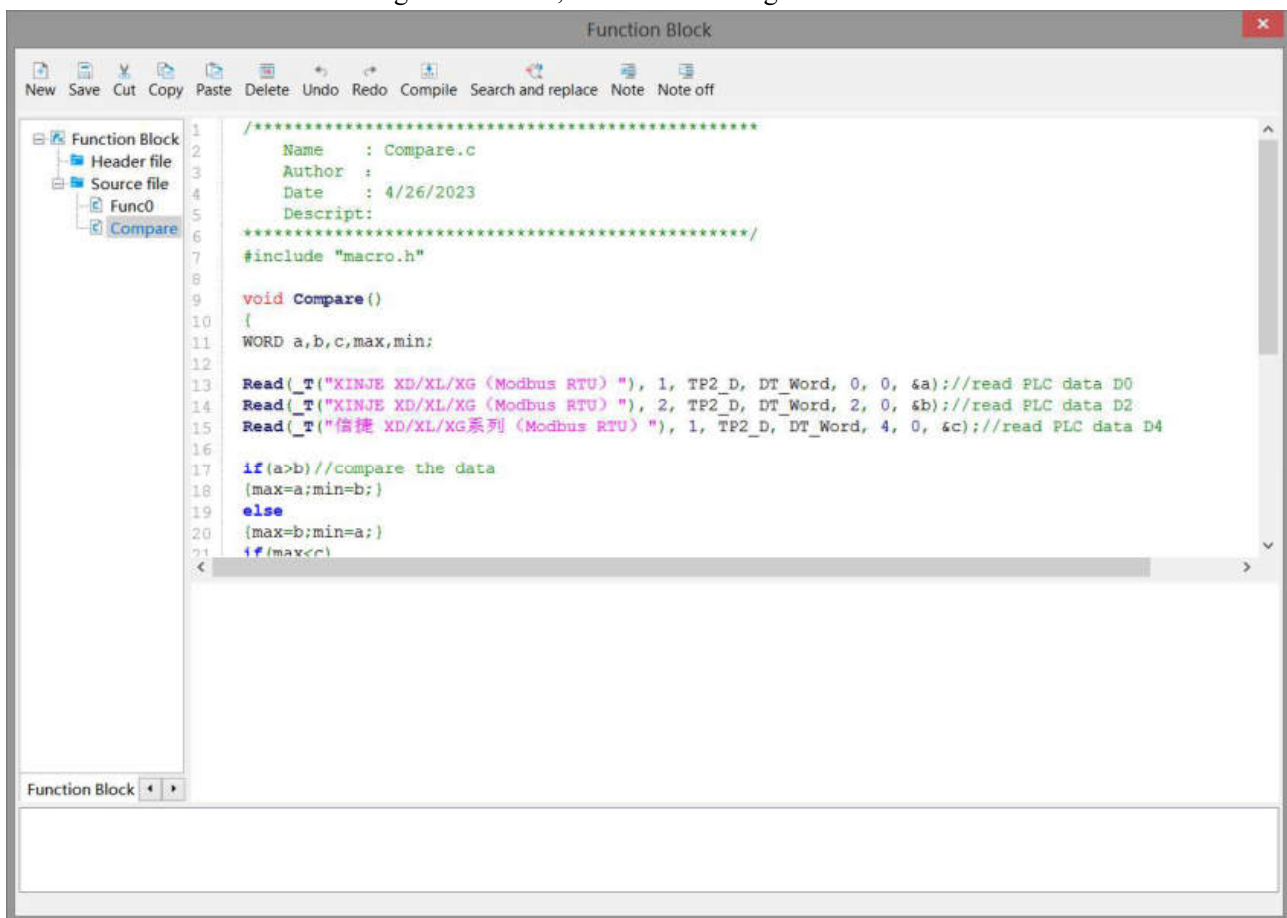 Function Block
New Save Cut Copy Paste Delete Undo Redo Compile Search and replace Note Note off
Function Block
Header file
Source file
Func0
Compare
1 /**************************************************
2 Name : Compare.c
3 Author :
4 Date : 4/26/2023
5 Descript:
6 **************************************************/
7 #include "macro.h"
8
9 void Compare()
10 {
11 WORD a,b,c,max,min;
12
13 Read(_T("XINJE XD/XL/XG（Modbus RTU）"), 1, TP2_D, DT_Word, 0, 0, &a);//read PLC data D0
14 Read(_T("XINJE XD/XL/XG（Modbus RTU）"), 2, TP2_D, DT_Word, 2, 0, &b);//read PLC data D2
15 Read(_T("信捷 XD/XL/XG系列（Modbus RTU）"), 1, TP2_D, DT_Word, 4, 0, &c);//read PLC data D4
16
17 if(a>b)//compare the data
18 {max=a;min=b;}
19 else
20 {max=b;min=a;}
21 if(max<c)
Function Block